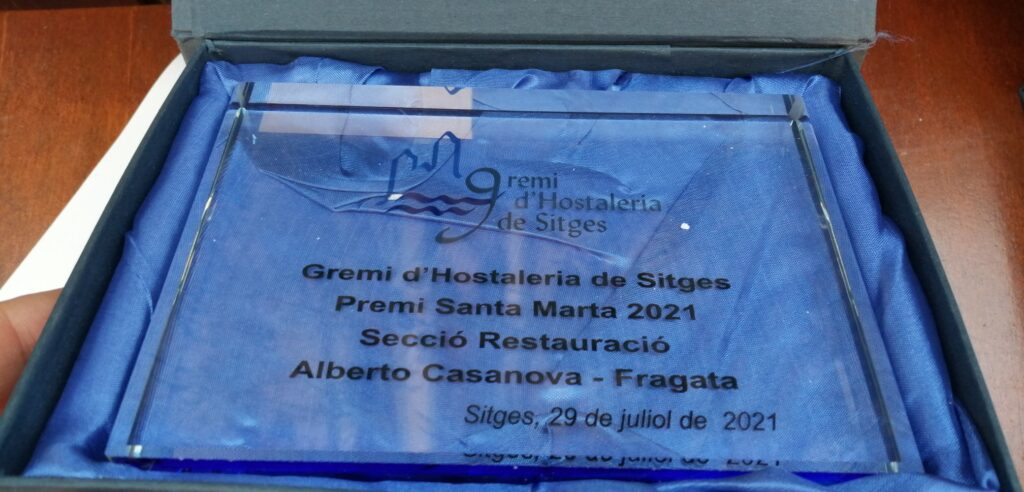 gremi
d'Hostaleria
de Sitges
Gremi d'Hostaleria de Sitges
Premi Santa Marta 2021
Secció Restauració
Alberto Casanova - Fragata
Sitges, 29 de juliol de 2021